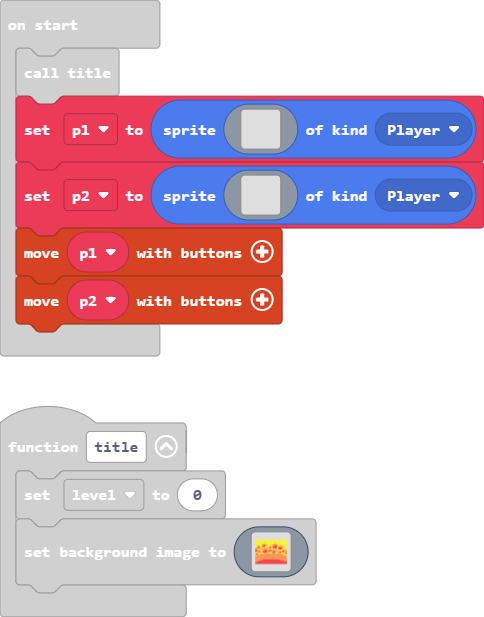 on start
call title
set p1 to sprite of kind Player
set p2 to sprite of kind Player
move p1 with buttons
move p2 with buttons
function title
set level to 0
set background image to